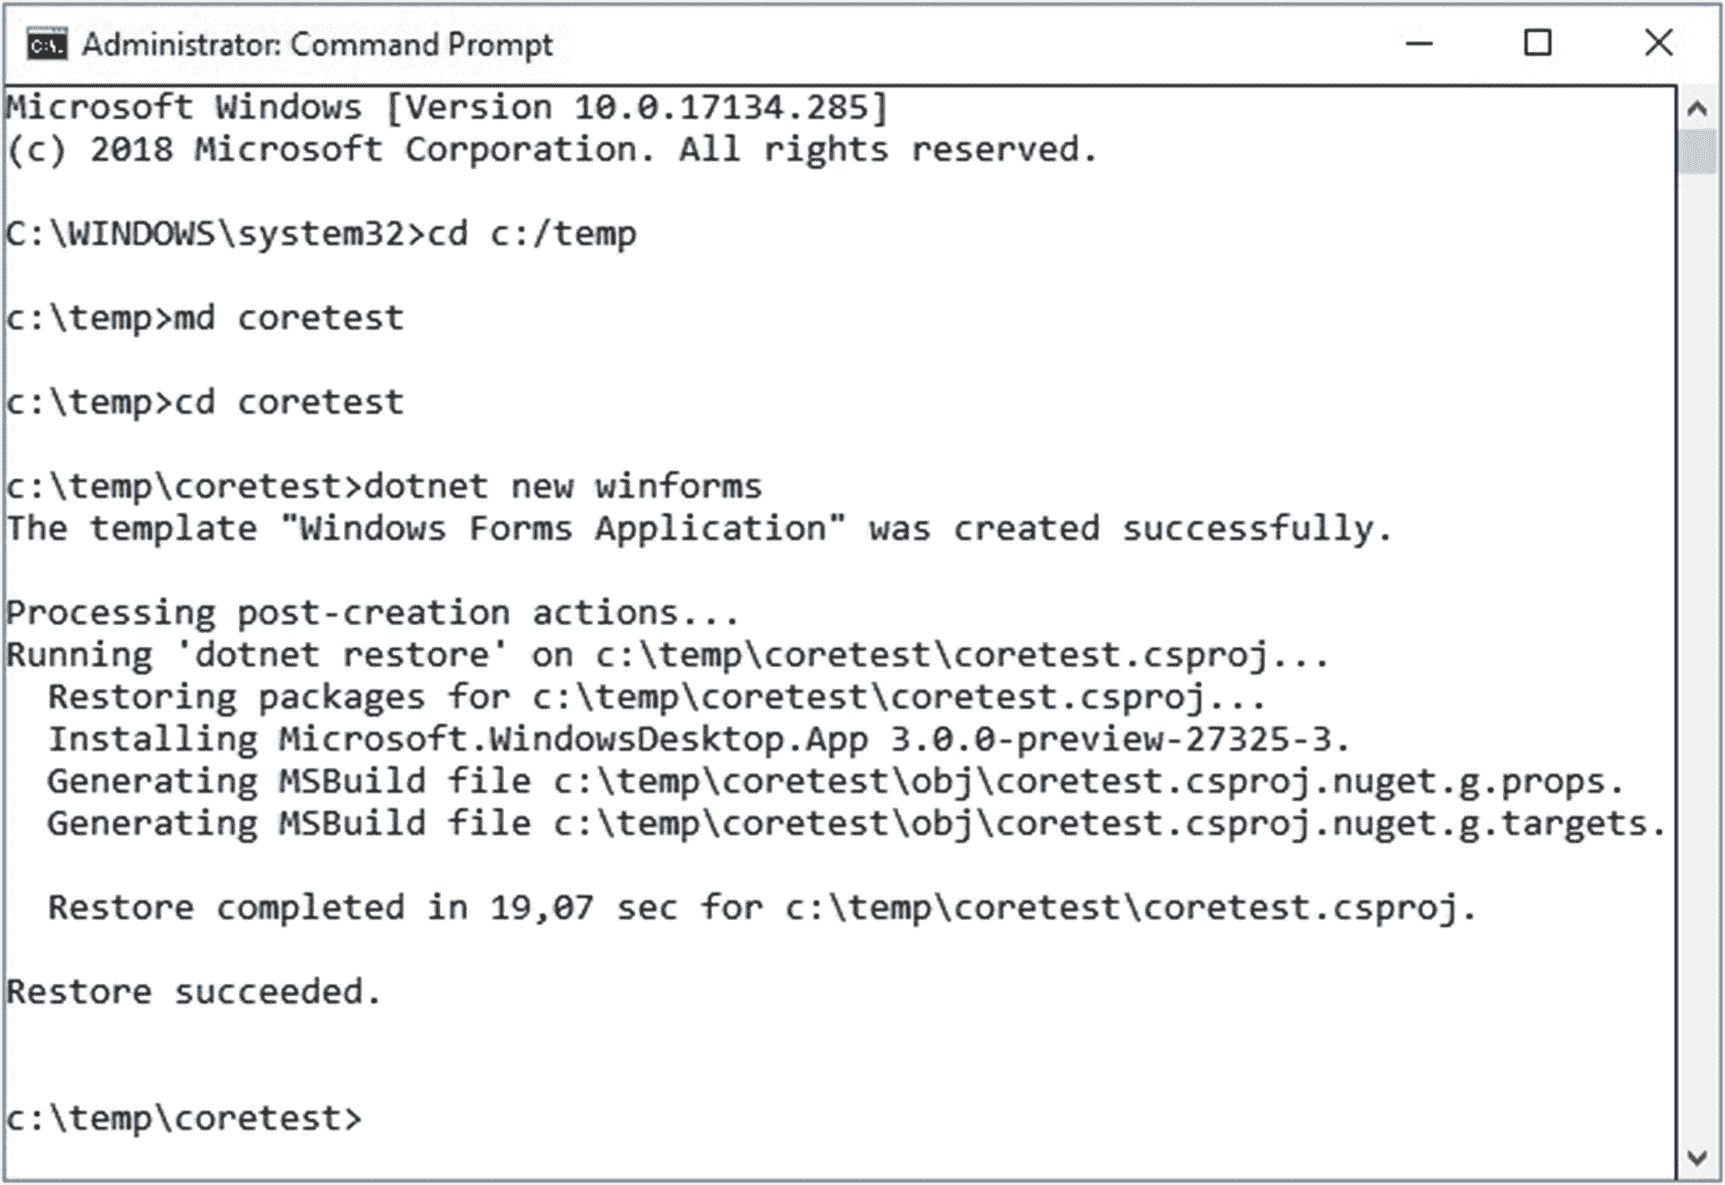 Administrator: Command Prompt
Microsoft Windows [Version 10.0.17134.285]
(c) 2018 Microsoft Corporation. All rights reserved.
C:\WINDOWS\system32>cd c:/temp
c:\temp>md coretest
c:\temp>cd coretest
c:\temp\coretest>dotnet new winforms
The template "Windows Forms Application" was created successfully.
Processing post-creation actions...
Running 'dotnet restore' on c:\temp\coretest\coretest.csproj...
  Restoring packages for c:\temp\coretest\coretest.csproj...
  Installing Microsoft.WindowsDesktop.App 3.0.0-preview-27325-3.
  Generating MSBuild file c:\temp\coretest\obj\coretest.csproj.nuget.g.props.
  Generating MSBuild file c:\temp\coretest\obj\coretest.csproj.nuget.g.targets.
  Restore completed in 19,07 sec for c:\temp\coretest\coretest.csproj.
Restore succeeded.
c:\temp\coretest>